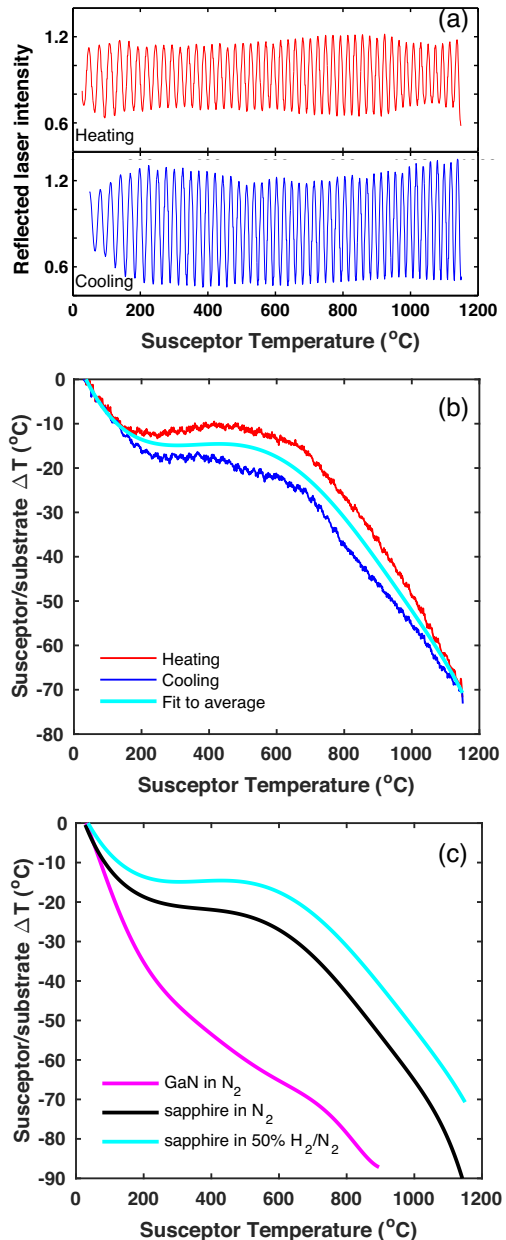 (a)
1.2
0.6
Heating
1.2
0.6
Cooling
Reflected laser intensity
0 200 400 600 800 1000 1200
Susceptor Temperature (°C)
(b)
0
-10
-20
-30
-40
-50
-60
-70
-80
Susceptor/substrate △T (°C)
Heating
Cooling
Fit to average
0 200 400 600 800 1000 1200
Susceptor Temperature (°C)
(c)
0
-10
-20
-30
-40
-50
-60
-70
-80
-90
Susceptor/substrate △T (°C)
GaN in N₂
sapphire in N₂
sapphire in 50% H₂/N₂
0 200 400 600 800 1000 1200
Susceptor Temperature (°C)